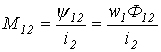 M₁₂ = ψ₁₂ / i₂ = w₁Φ₁₂ / i₂